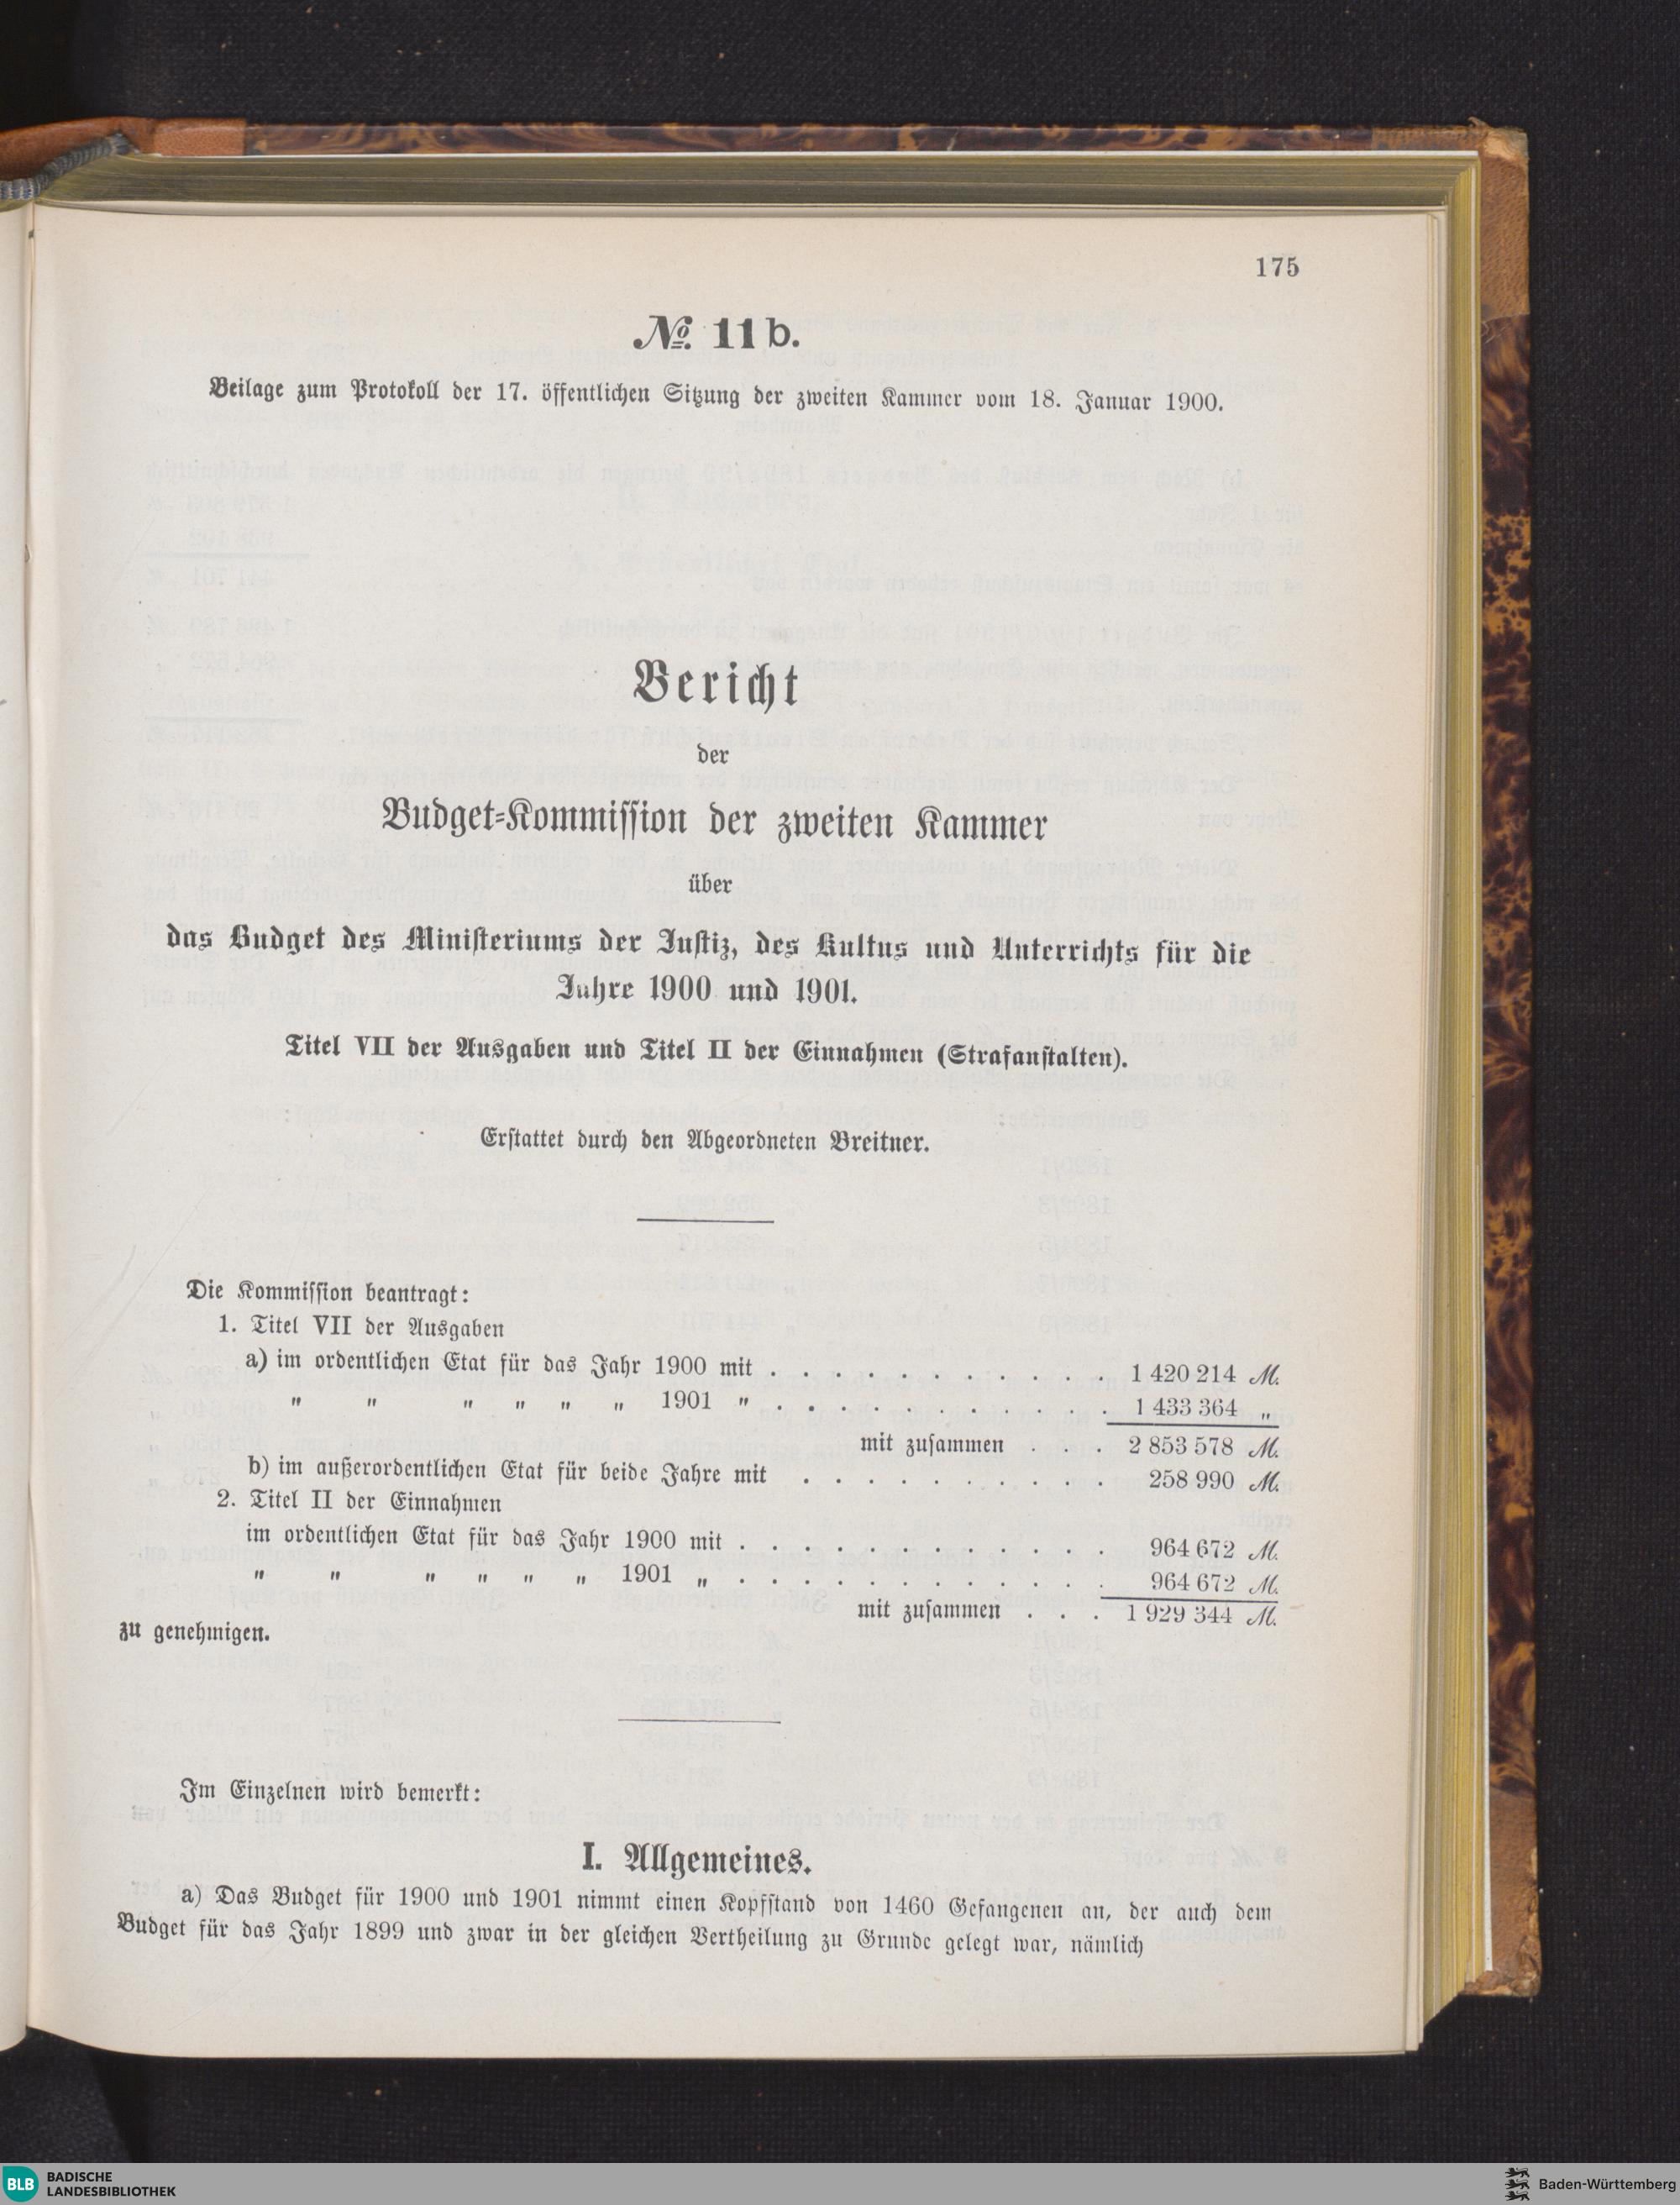 175
№. 11b.
Beilage zum Protokoll der 17. öffentlichen Sitzung der zweiten Kammer vom 18. Januar 1900.
Bericht
der
Budget-Kommission der zweiten Kammer
über
das Budget des Ministeriums der Justiz, des Kultus und Unterrichts für die
Jahre 1900 und 1901.
Titel VII der Ausgaben und Titel II der Einnahmen (Strafanstalten).
Erstattet durch den Abgeordneten Breitner.
Die Kommission beantragt:
1. Titel VII der Ausgaben
a) im ordentlichen Etat für das Jahr 1900 mit . . . . . . . . . . . 1 420 214 M.
" " " " " " 1901 " . . . . . . . . . . . 1 433 364 "
mit zusammen . . . 2 853 578 M.
b) im außerordentlichen Etat für beide Jahre mit . . . . . . . . . . 258 990 M.
2. Titel II der Einnahmen
im ordentlichen Etat für das Jahr 1900 mit . . . . . . . . . . . . 964 672 M.
" " " " " " 1901 " . . . . . . . . . . . . 964 672 M.
mit zusammen . . . 1 929 344 M.
zu genehmigen.
Im Einzelnen wird bemerkt:
I. Allgemeines.
a) Das Budget für 1900 und 1901 nimmt einen Kopfstand von 1460 Gefangenen an, der auch dem
Budget für das Jahr 1899 und zwar in der gleichen Vertheilung zu Grunde gelegt war, nämlich
BLB
BADISCHE
LANDESBIBLIOTHEK
Baden-Württemberg